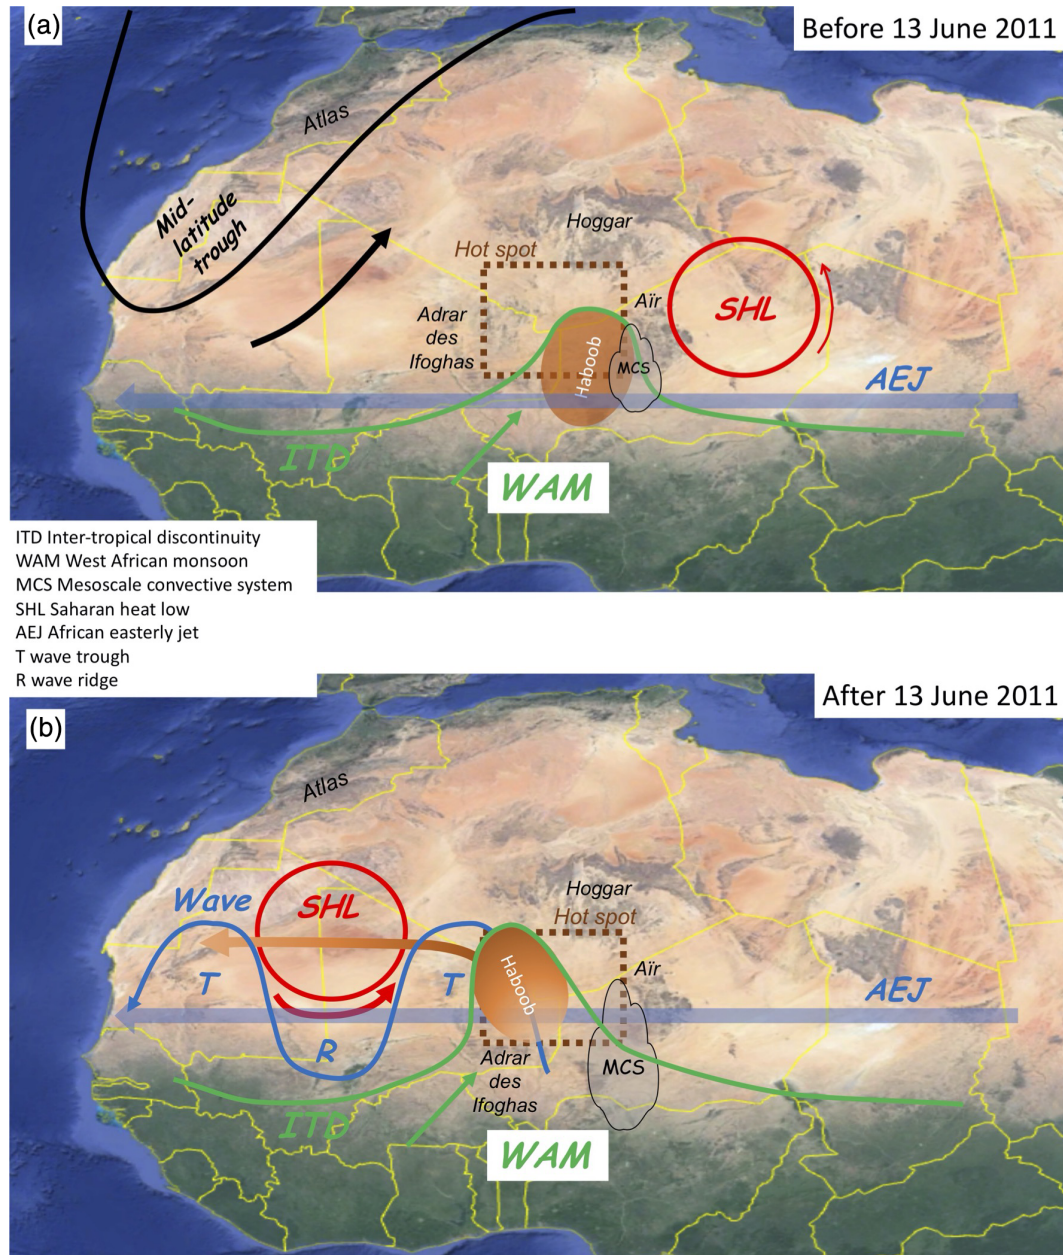 (a)
Before 13 June 2011
Atlas
Mid-
latitude
trough
Hoggar
Hot spot
Aïr
SHL
Adrar
des
Ifoghas
Haboob
MCS
AEJ
ITD
WAM
ITD Inter-tropical discontinuity
WAM West African monsoon
MCS Mesoscale convective system
SHL Saharan heat low
AEJ African easterly jet
T wave trough
R wave ridge
(b)
After 13 June 2011
Atlas
Hoggar
Wave
SHL
Hot spot
Haboob
Aïr
T
T
AEJ
R
Adrar
des
Ifoghas
MCS
ITD
WAM